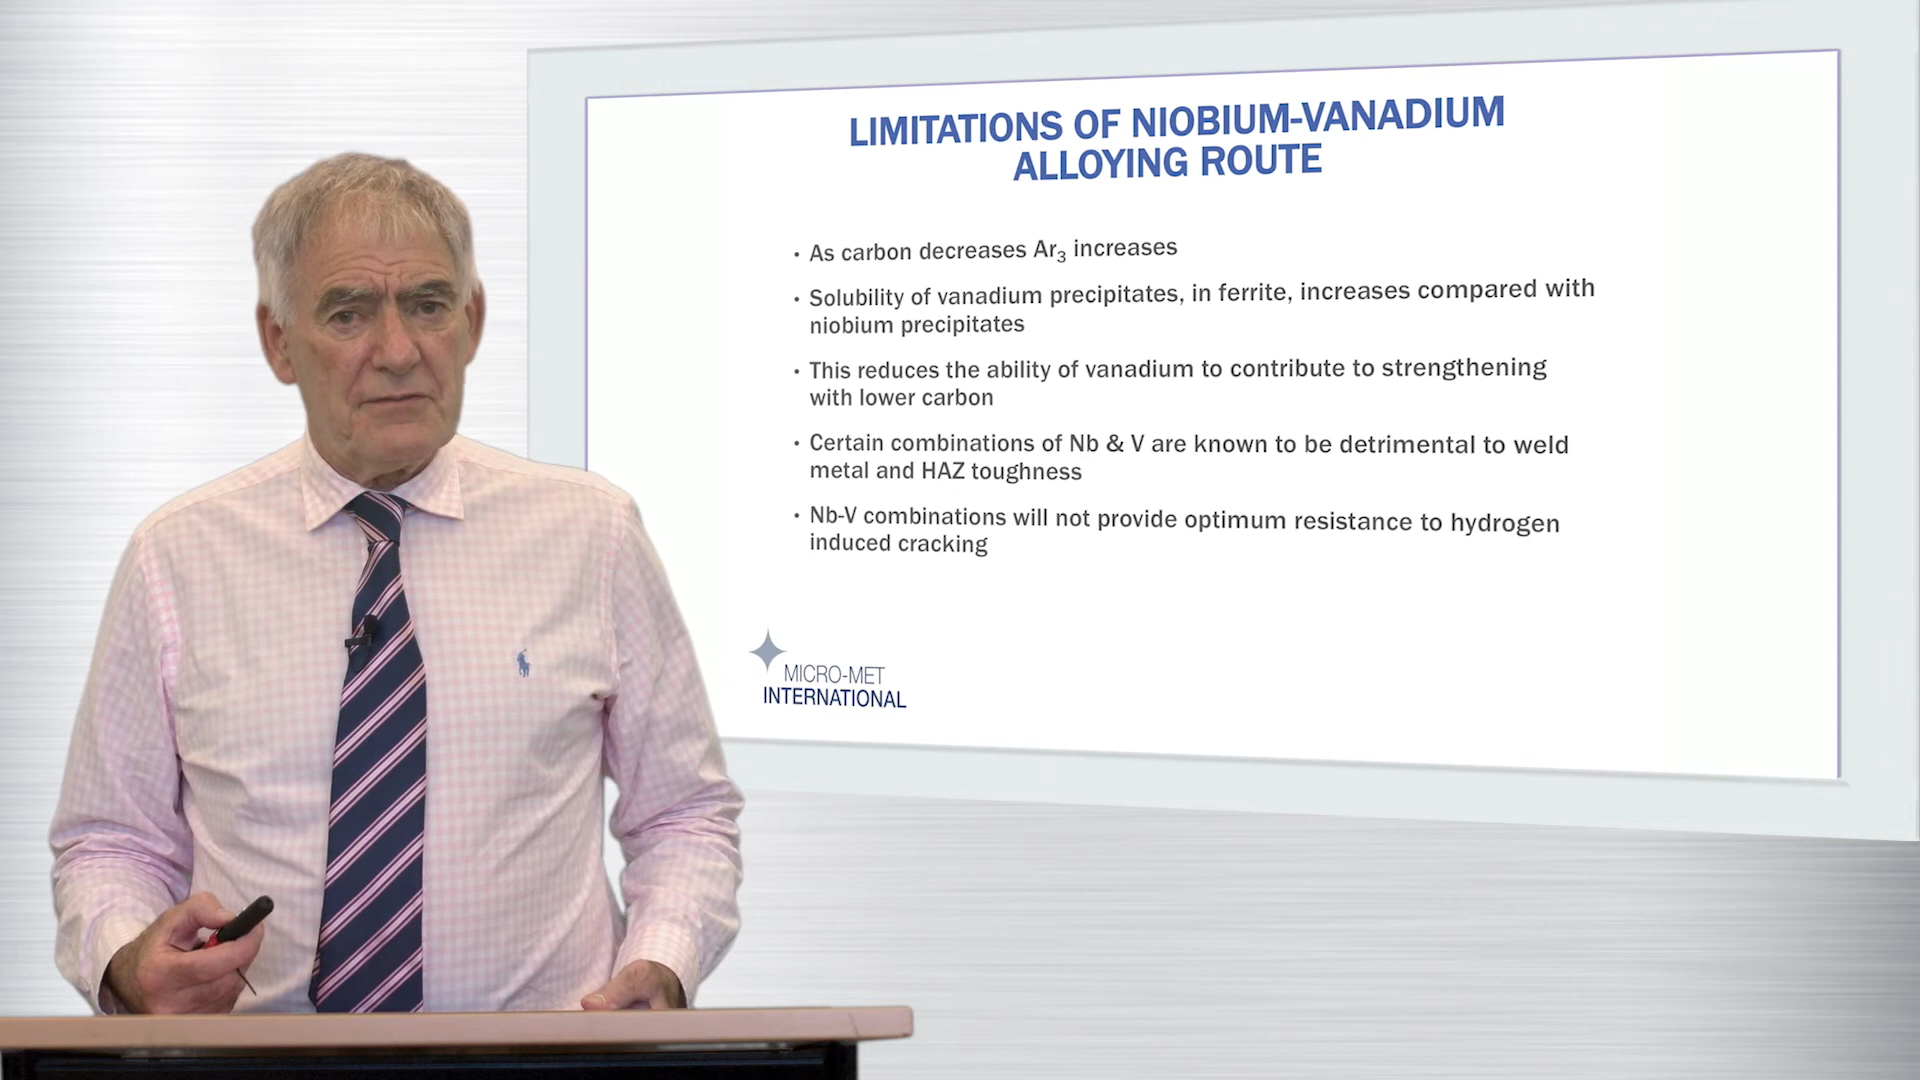 LIMITATIONS OF NIOBIUM-VANADIUM
ALLOYING ROUTE
• As carbon decreases Ar₃ increases
• Solubility of vanadium precipitates, in ferrite, increases compared with
niobium precipitates
• This reduces the ability of vanadium to contribute to strengthening
with lower carbon
• Certain combinations of Nb & V are known to be detrimental to weld
metal and HAZ toughness
• Nb-V combinations will not provide optimum resistance to hydrogen
induced cracking
MICRO-MET
INTERNATIONAL